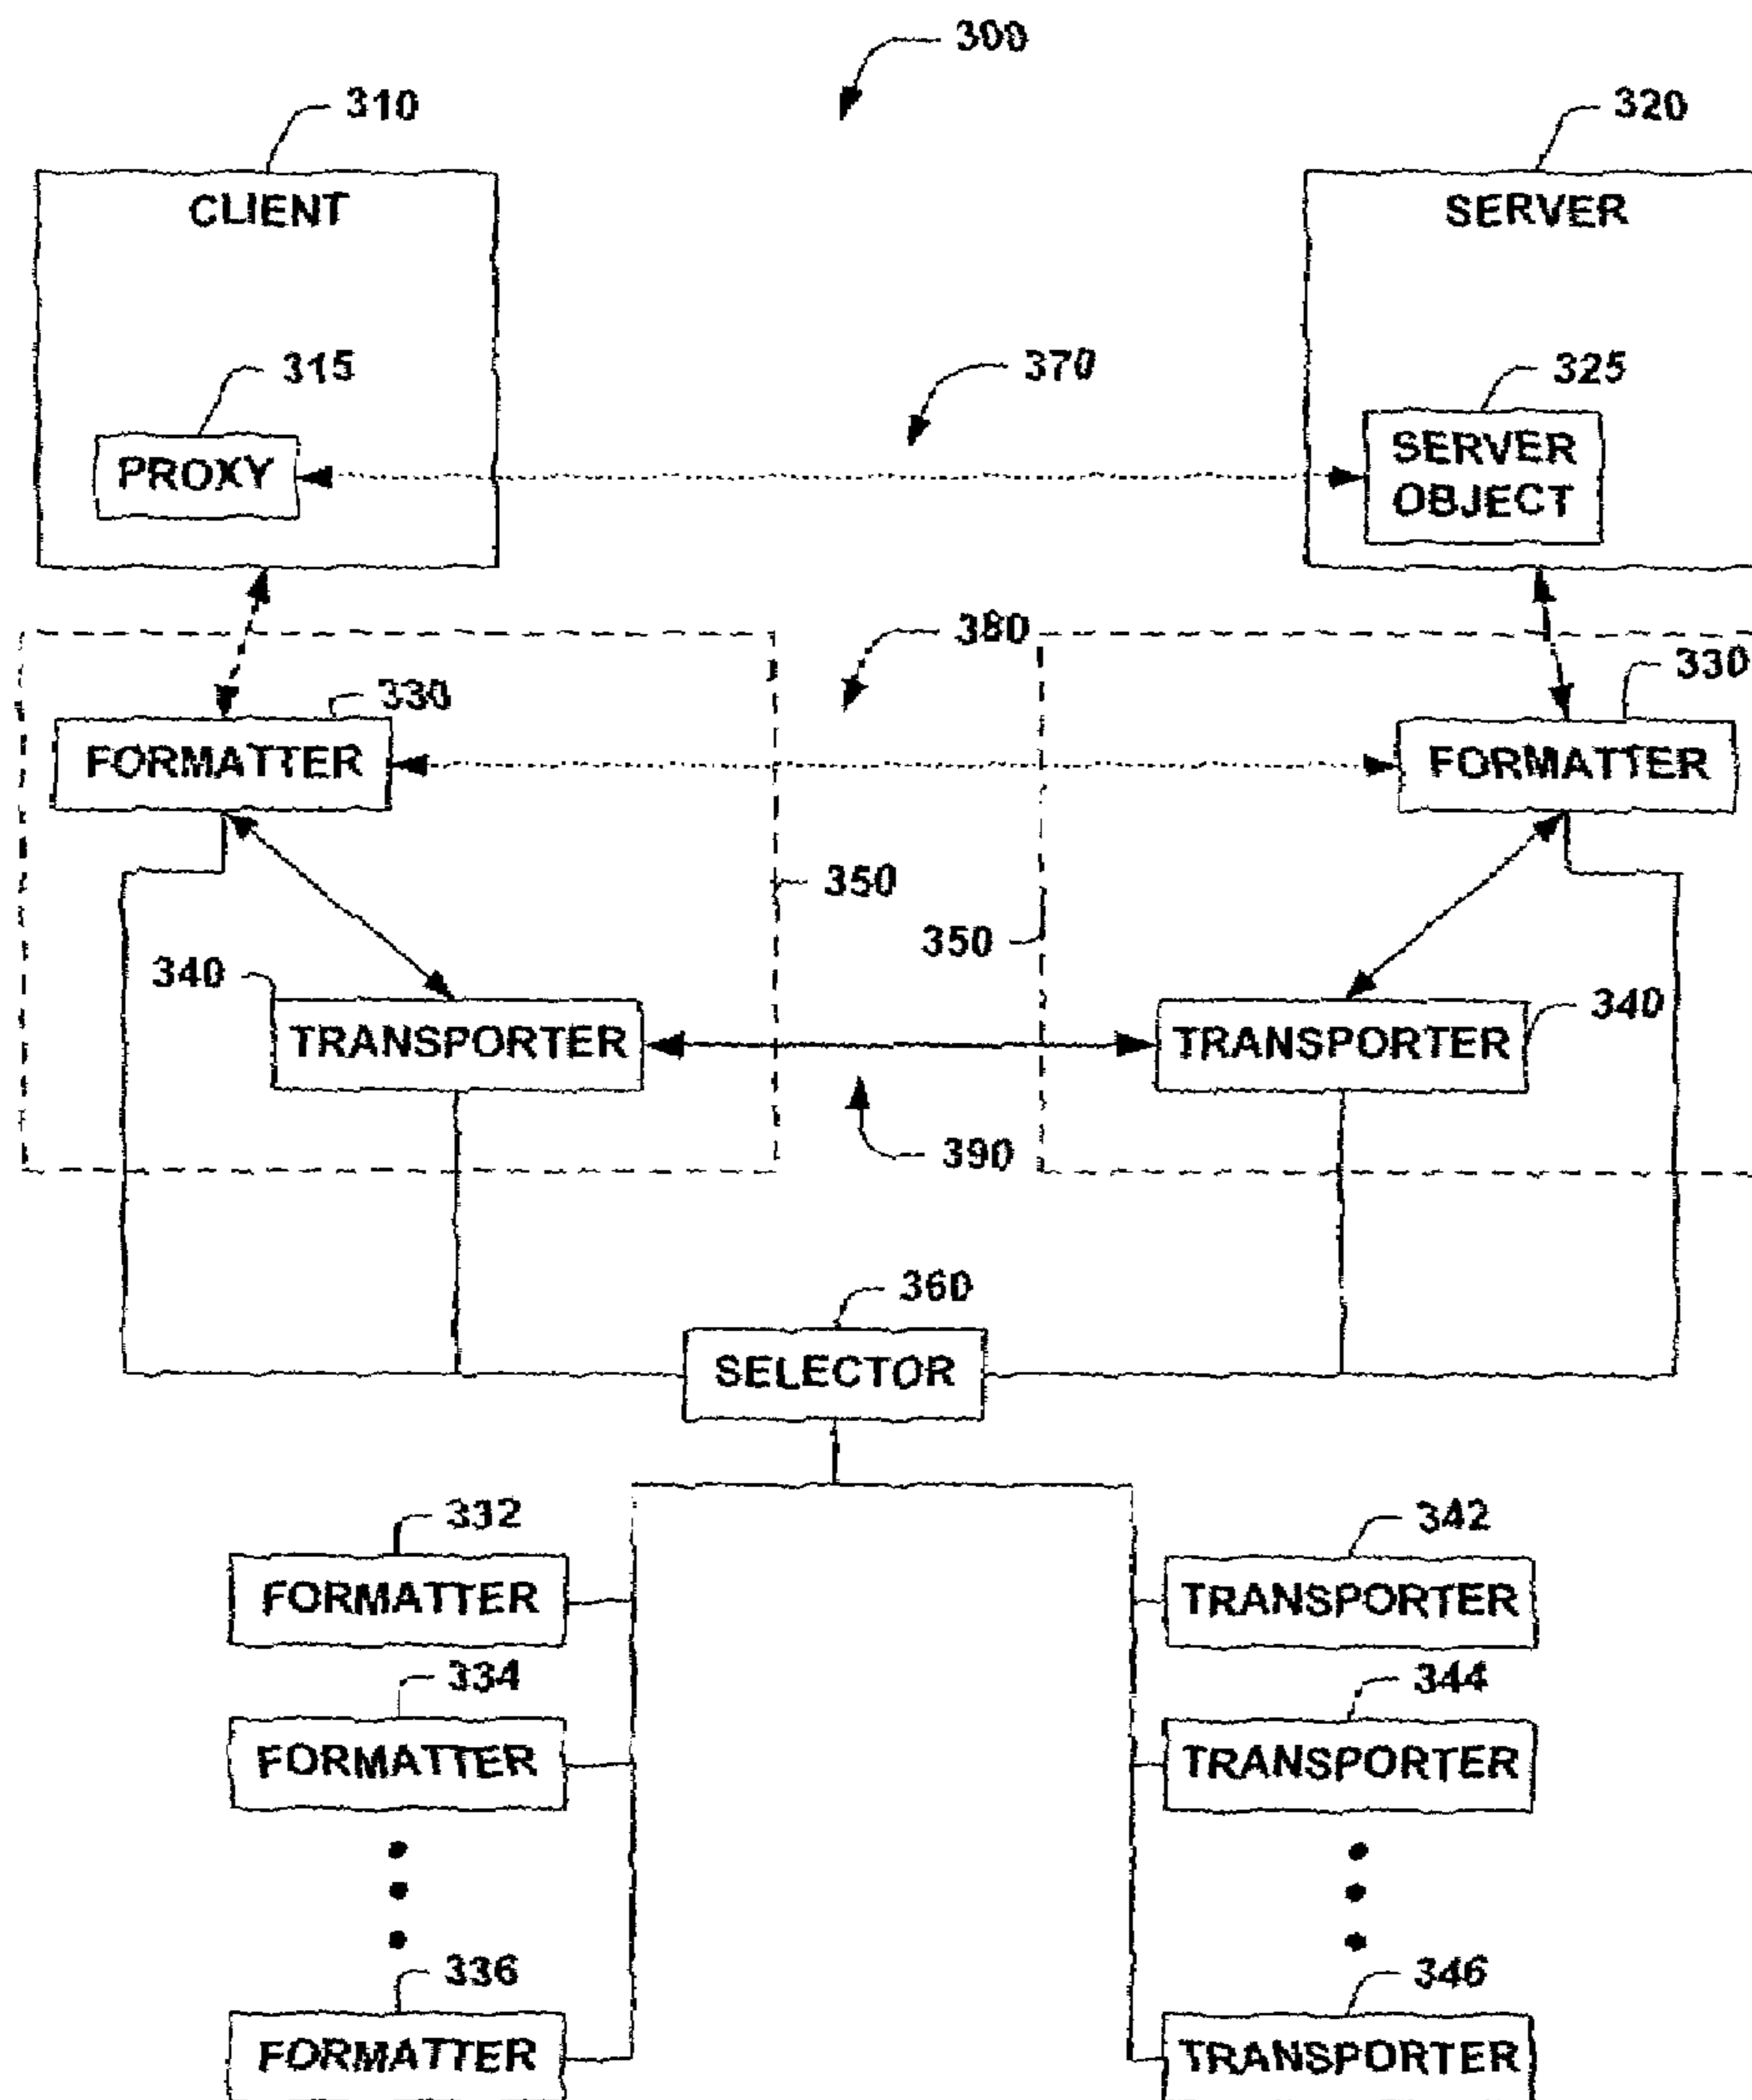 300
310
320
CLIENT
SERVER
315
370
325
PROXY
SERVER
OBJECT
380
330
330
FORMATTER
FORMATTER
350
350
340
340
TRANSPORTER
TRANSPORTER
390
360
SELECTOR
332
342
FORMATTER
TRANSPORTER
334
344
FORMATTER
TRANSPORTER
336
346
FORMATTER
TRANSPORTER